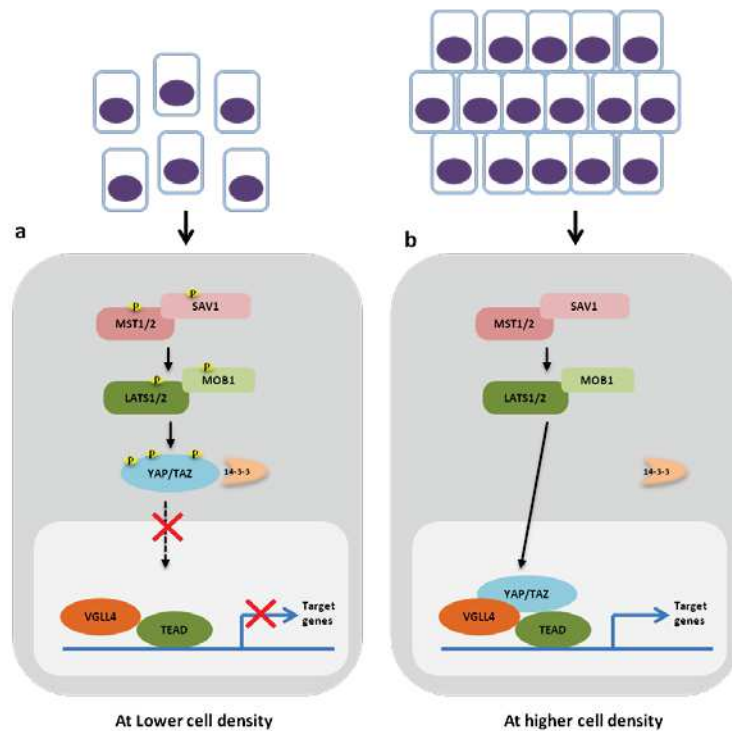 a
P
SAV1
P
MST1/2
P
MOB1
P
LATS1/2
P P P
YAP/TAZ
14-3-3
VGLL4
TEAD
Target
genes
At Lower cell density
b
SAV1
MST1/2
MOB1
LATS1/2
14-3-3
YAP/TAZ
VGLL4
TEAD
Target
genes
At higher cell density